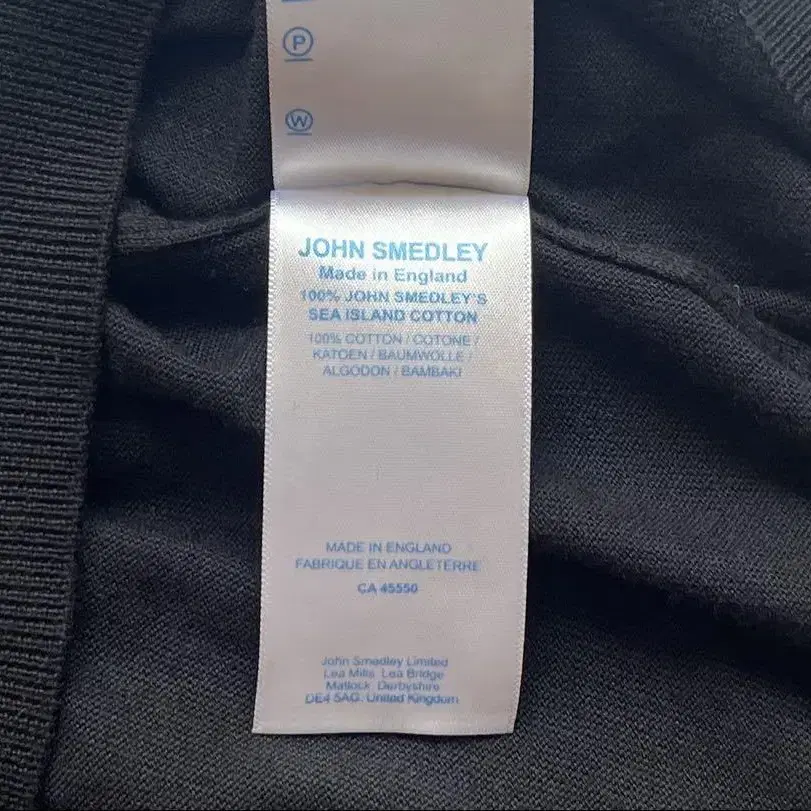 P
W
JOHN SMEDLEY
Made in England
100% JOHN SMEDLEY'S
SEA ISLAND COTTON
100% COTTON / COTONE /
KATOEN / BAUMWOLLE /
ALGODON / BAMBAKI
MADE IN ENGLAND
FABRIQUE EN ANGLETERRE
CA 45550
John Smedley Limited
Lea Mills, Lea Bridge
Matlock, Derbyshire
DE4 5AG. United Kingdom